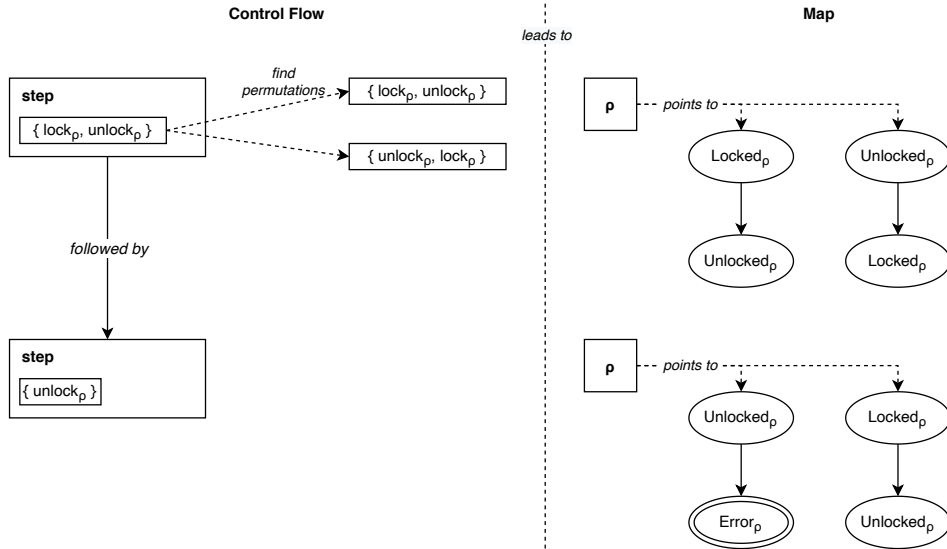 Control Flow
leads to
Map
step
{ lockρ, unlockρ }
find
permutations
{ lockρ, unlockρ }
{ unlockρ, lockρ }
followed by
step
{ unlockρ }
ρ
points to
Lockedρ
Unlockedρ
Unlockedρ
Lockedρ
ρ
points to
Unlockedρ
Lockedρ
Errorρ
Unlockedρ